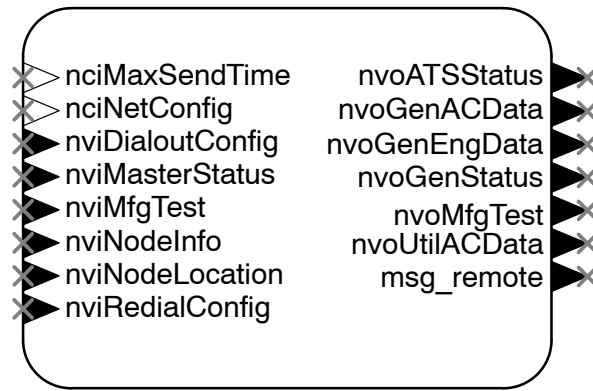 nciMaxSendTime
nciNetConfig
nviDialoutConfig
nviMasterStatus
nviMfgTest
nviNodeInfo
nviNodeLocation
nviRedialConfig
nvoATSStatus
nvoGenACData
nvoGenEngData
nvoGenStatus
nvoMfgTest
nvoUtilACData
msg_remote